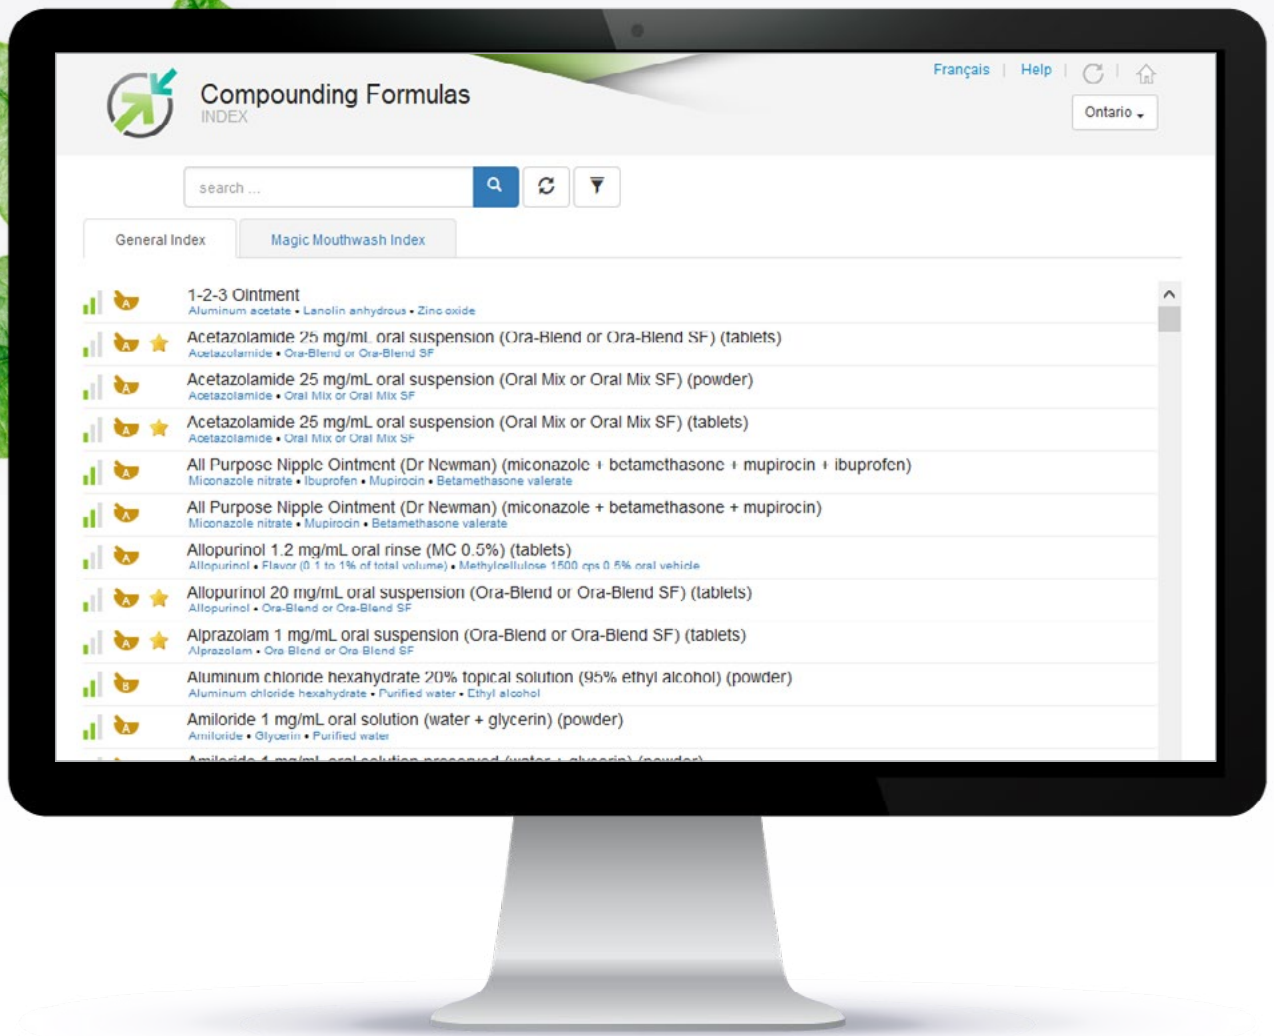 Français | Help
Compounding Formulas
INDEX
Ontario
search ...
General Index
Magic Mouthwash Index
A
1-2-3 Ointment
Aluminum acetate • Lanolin anhydrous • Zinc oxide
A
Acetazolamide 25 mg/mL oral suspension (Ora-Blend or Ora-Blend SF) (tablets)
Acetazolamide • Ora-Blend or Ora-Blend SF
A
Acetazolamide 25 mg/mL oral suspension (Oral Mix or Oral Mix SF) (powder)
Acetazolamide • Oral Mix or Oral Mix SF
A
Acetazolamide 25 mg/mL oral suspension (Oral Mix or Oral Mix SF) (tablets)
Acetazolamide • Oral Mix or Oral Mix SF
A
All Purpose Nipple Ointment (Dr Newman) (miconazole + betamethasone + mupirocin + ibuprofen)
Miconazole nitrate • Ibuprofen • Mupirocin • Betamethasone valerate
A
All Purpose Nipple Ointment (Dr Newman) (miconazole + betamethasone + mupirocin)
Miconazole nitrate • Mupirocin • Betamethasone valerate
A
Allopurinol 1.2 mg/mL oral rinse (MC 0.5%) (tablets)
Allopurinol • Flavor (0.1 to 1% of total volume) • Methylcellulose 1500 cps 0.5% oral vehicle
A
Allopurinol 20 mg/mL oral suspension (Ora-Blend or Ora-Blend SF) (tablets)
Allopurinol • Ora-Blend or Ora-Blend SF
A
Alprazolam 1 mg/mL oral suspension (Ora-Blend or Ora-Blend SF) (tablets)
Alprazolam • Ora-Blend or Ora-Blend SF
B
Aluminum chloride hexahydrate 20% topical solution (95% ethyl alcohol) (powder)
Aluminum chloride hexahydrate • Purified water • Ethyl alcohol
A
Amiloride 1 mg/mL oral solution (water + glycerin) (powder)
Amiloride • Glycerin • Purified water
Amiloride 1 mg/mL oral solution preserved (water + glycerin) (powder)